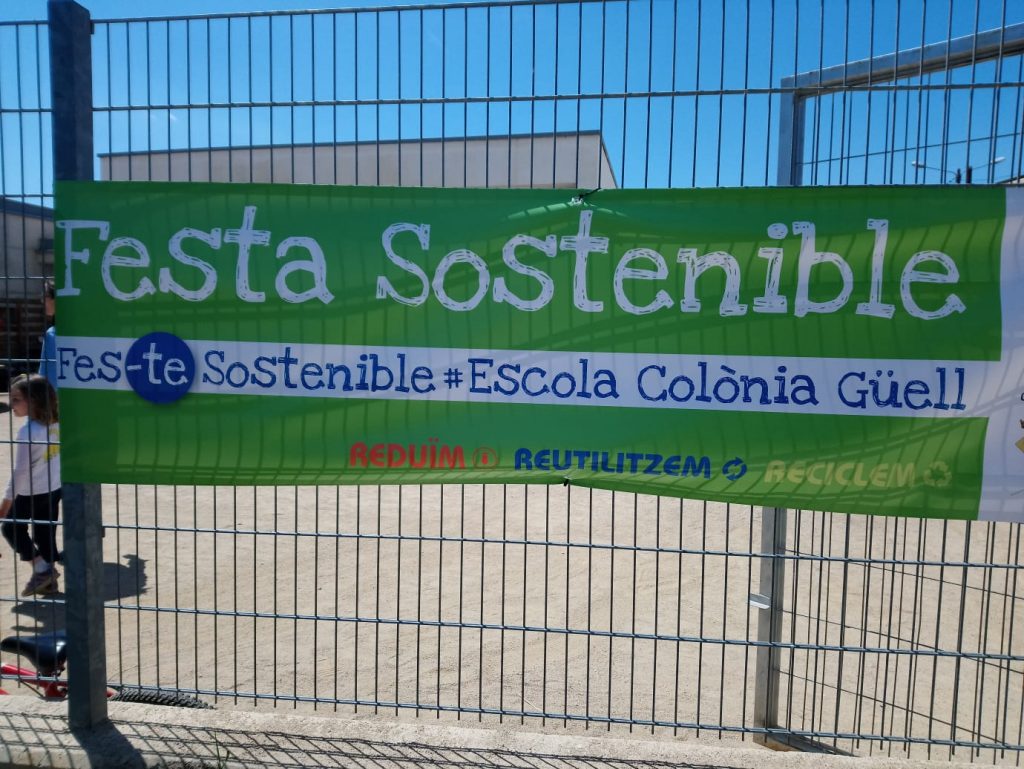 Festa Sostenible
Fes-te Sostenible #Escola Colònia Güell
REDUÏM REUTILITZEM RECICLEM